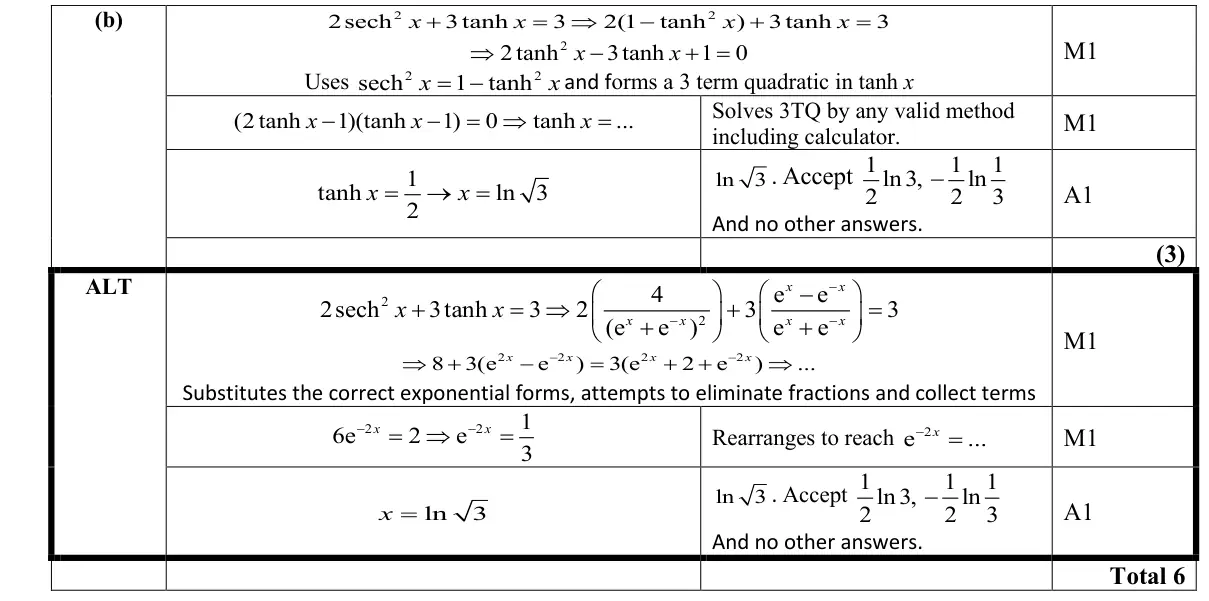 (b)
2 sech² x + 3 tanh x = 3 ⇒ 2(1 − tanh² x) + 3 tanh x = 3
⇒ 2 tanh² x − 3 tanh x + 1 = 0
Uses sech² x = 1 − tanh² x and forms a 3 term quadratic in tanh x
M1
(2 tanh x − 1)(tanh x − 1) = 0 ⇒ tanh x = ...
Solves 3TQ by any valid method
including calculator.
M1
tanh x = 1/2 → x = ln √3
ln √3 . Accept 1/2 ln 3, − 1/2 ln 1/3
And no other answers.
A1
(3)
ALT
2 sech² x + 3 tanh x = 3 ⇒ 2(4/(eˣ + e⁻ˣ)²) + 3((eˣ − e⁻ˣ)/(eˣ + e⁻ˣ)) = 3
⇒ 8 + 3(e²ˣ − e⁻²ˣ) = 3(e²ˣ + 2 + e⁻²ˣ) ⇒ ...
Substitutes the correct exponential forms, attempts to eliminate fractions and collect terms
M1
6e⁻²ˣ = 2 ⇒ e⁻²ˣ = 1/3
Rearranges to reach e⁻²ˣ = ...
M1
x = ln √3
ln √3 . Accept 1/2 ln 3, − 1/2 ln 1/3
And no other answers.
A1
Total 6